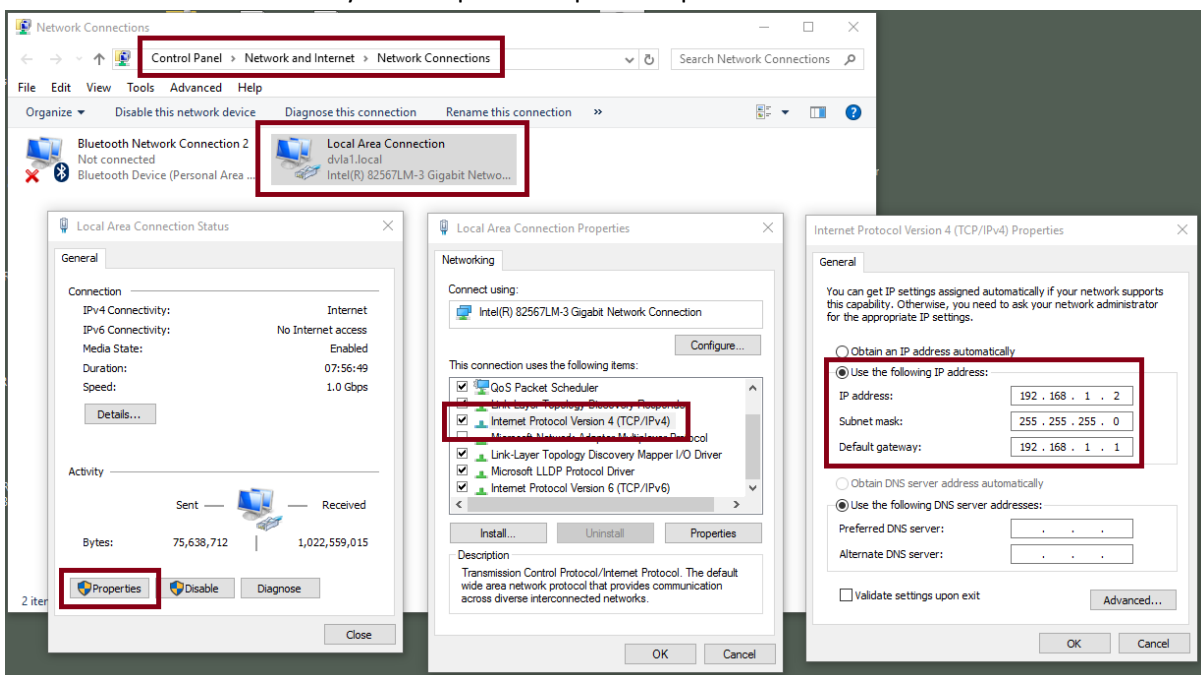 Network Connections
Control Panel > Network and Internet > Network Connections
Search Network Connections
File Edit View Tools Advanced Help
Organize Disable this network device Diagnose this connection Rename this connection »
Bluetooth Network Connection 2
Not connected
Bluetooth Device (Personal Area ...
Local Area Connection
dvla1.local
Intel(R) 82567LM-3 Gigabit Netwo...
2 iter
Local Area Connection Status
General
Connection
IPv4 Connectivity: Internet
IPv6 Connectivity: No Internet access
Media State: Enabled
Duration: 07:56:49
Speed: 1.0 Gbps
Details...
Activity
Sent Received
Bytes: 75,638,712 1,022,559,015
Properties Disable Diagnose
Close
Local Area Connection Properties
Networking
Connect using:
Intel(R) 82567LM-3 Gigabit Network Connection
Configure...
This connection uses the following items:
QoS Packet Scheduler
Link-Layer Topology Discovery Responder
Internet Protocol Version 4 (TCP/IPv4)
Microsoft Network Adapter Multiplexor Protocol
Link-Layer Topology Discovery Mapper I/O Driver
Microsoft LLDP Protocol Driver
Internet Protocol Version 6 (TCP/IPv6)
Install... Uninstall Properties
Description
Transmission Control Protocol/Internet Protocol. The default
wide area network protocol that provides communication
across diverse interconnected networks.
OK Cancel
Internet Protocol Version 4 (TCP/IPv4) Properties
General
You can get IP settings assigned automatically if your network supports
this capability. Otherwise, you need to ask your network administrator
for the appropriate IP settings.
Obtain an IP address automatically
Use the following IP address:
IP address: 192 . 168 . 1 . 2
Subnet mask: 255 . 255 . 255 . 0
Default gateway: 192 . 168 . 1 . 1
Obtain DNS server address automatically
Use the following DNS server addresses:
Preferred DNS server: . . .
Alternate DNS server: . . .
Validate settings upon exit
Advanced...
OK Cancel